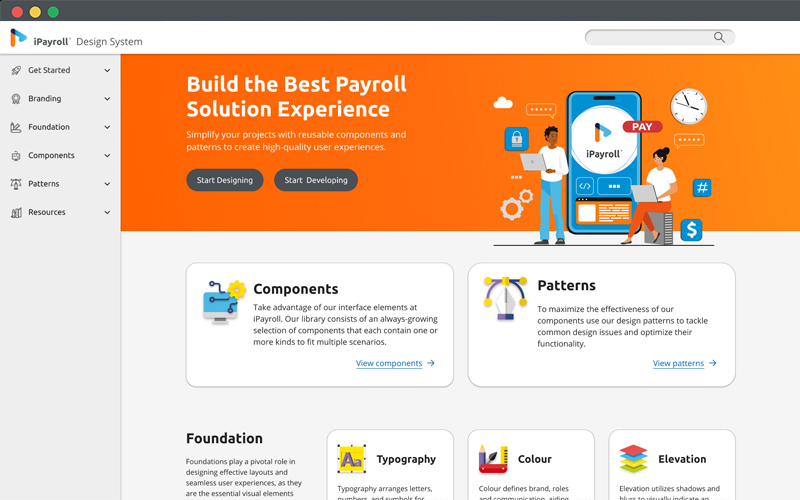 iPayroll Design System
Get Started
Branding
Foundation
Components
Patterns
Resources
Build the Best Payroll
Solution Experience
Simplify your projects with reusable components and
patterns to create high-quality user experiences.
Start Designing
Start Developing
iPayroll
PAY
</>
#
$
Components
Take advantage of our interface elements at
iPayroll. Our library consists of an always-growing
selection of components that each contain one or
more kinds to fit multiple scenarios.
View components →
Patterns
To maximize the effectiveness of our
components use our design patterns to tackle
common design issues and optimize their
functionality.
View patterns →
Foundation
Foundations play a pivotal role in
designing effective layouts and
seamless user experiences, as they
are the essential visual elements
Aa
Typography
Typography arranges letters,
numbers, and symbols for
Colour
Colour defines brand, roles
and communication, aiding
Elevation
Elevation utilizes shadows and
blurs to visually indicate an